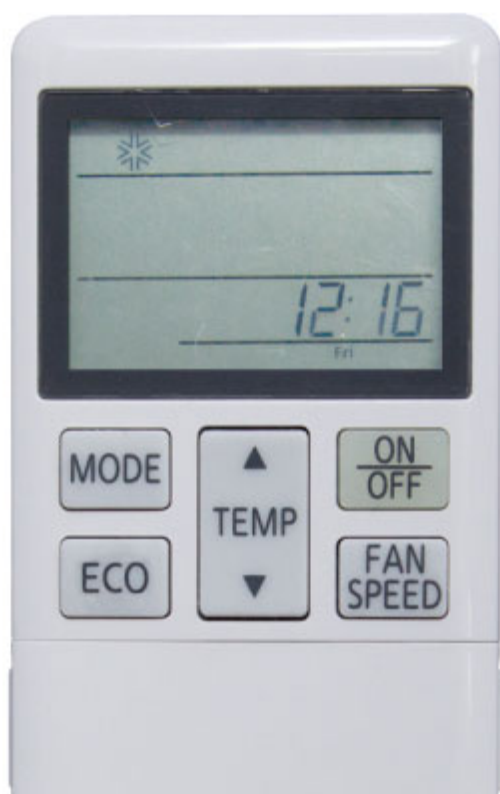 12:16
Fri
MODE
▲
TEMP
▼
ON
OFF
ECO
FAN
SPEED